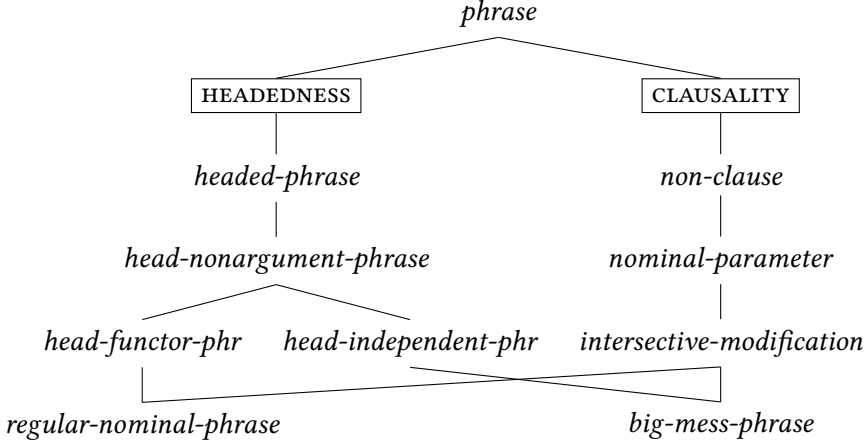 phrase
HEADEDNESS CLAUSALITY
headed-phrase non-clause
head-nonargument-phrase nominal-parameter
head-functor-phr head-independent-phr intersective-modification
regular-nominal-phrase big-mess-phrase